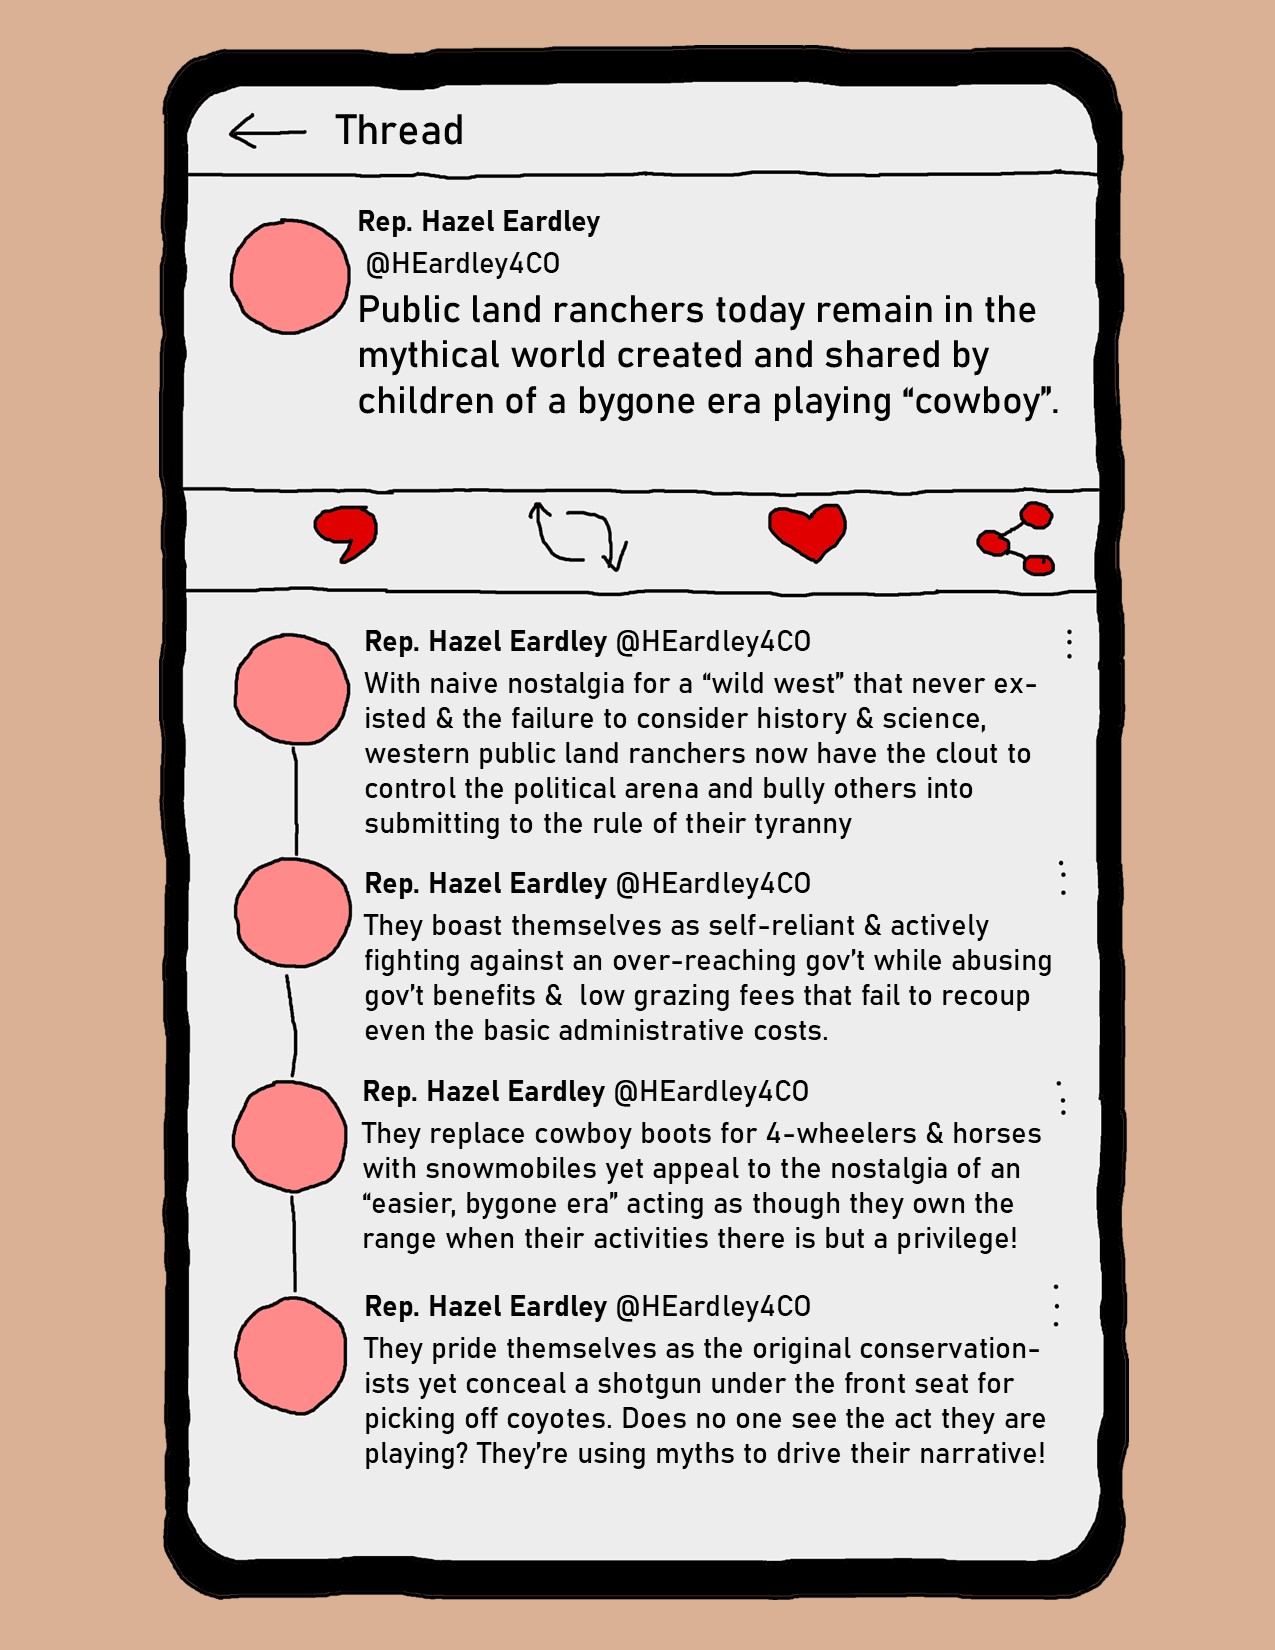 Thread
Rep. Hazel Eardley
@HEardley4CO
Public land ranchers today remain in the
mythical world created and shared by
children of a bygone era playing “cowboy”.
Rep. Hazel Eardley @HEardley4CO
With naive nostalgia for a “wild west” that never ex-
isted & the failure to consider history & science,
western public land ranchers now have the clout to
control the political arena and bully others into
submitting to the rule of their tyranny
Rep. Hazel Eardley @HEardley4CO
They boast themselves as self-reliant & actively
fighting against an over-reaching gov’t while abusing
gov’t benefits & low grazing fees that fail to recoup
even the basic administrative costs.
Rep. Hazel Eardley @HEardley4CO
They replace cowboy boots for 4-wheelers & horses
with snowmobiles yet appeal to the nostalgia of an
“easier, bygone era” acting as though they own the
range when their activities there is but a privilege!
Rep. Hazel Eardley @HEardley4CO
They pride themselves as the original conservation-
ists yet conceal a shotgun under the front seat for
picking off coyotes. Does no one see the act they are
playing? They’re using myths to drive their narrative!